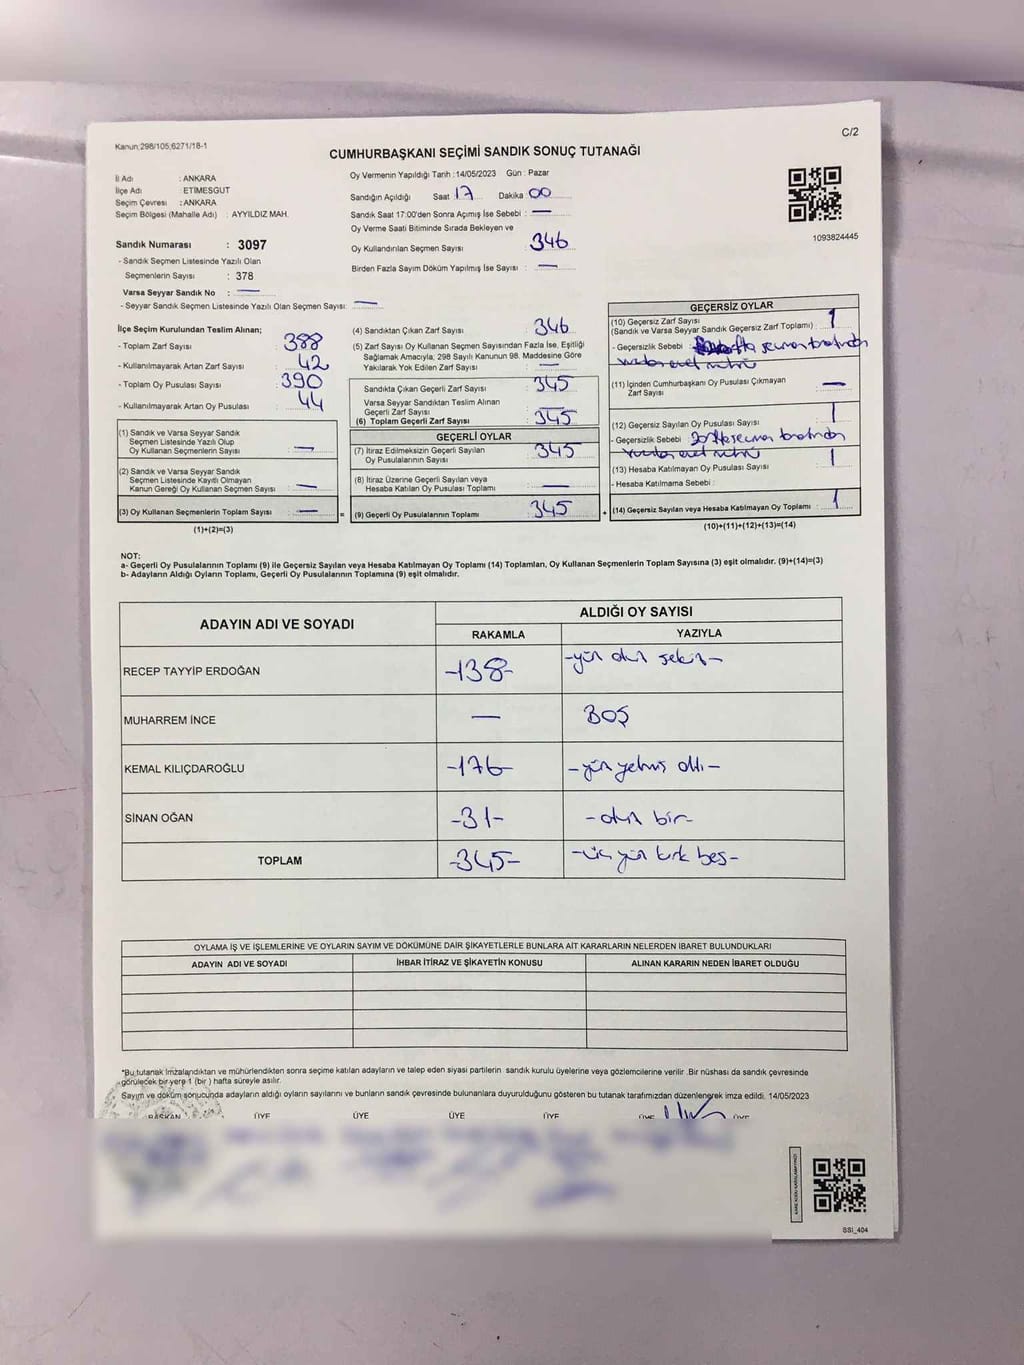 C/2
Kanun:298/105;6271/18-1
CUMHURBAŞKANI SEÇİMİ SANDIK SONUÇ TUTANAĞI
İl Adı : ANKARA
İlçe Adı : ETİMESGUT
Seçim Çevresi : ANKARA
Seçim Bölgesi (Mahalle Adı) : AYYILDIZ MAH.
Oy Vermenin Yapıldığı Tarih :14/05/2023 Gün : Pazar
Sandığın Açıldığı Saat 17 Dakika 00
Sandık Saat 17:00'den Sonra Açımış İse Sebebi : —
Oy Verme Saati Bitiminde Sırada Bekleyen ve
Oy Kullandırılan Seçmen Sayısı 346
Birden Fazla Sayım Döküm Yapılmış İse Sayısı : —
1093824445
Sandık Numarası : 3097
- Sandık Seçmen Listesinde Yazılı Olan
Seçmenlerin Sayısı : 378
Varsa Seyyar Sandık No : —
- Seyyar Sandık Seçmen Listesinde Yazılı Olan Seçmen Sayısı: —
İlçe Seçim Kurulundan Teslim Alınan;
- Toplam Zarf Sayısı : 388
- Kullanılmayarak Artan Zarf Sayısı : 42
- Toplam Oy Pusulası Sayısı : 390
- Kullanılmayarak Artan Oy Pusulası : 44
(1) Sandık ve Varsa Seyyar Sandık
Seçmen Listesinde Yazılı Olup
Oy Kullanan Seçmenlerin Sayısı : —
(2) Sandık ve Varsa Seyyar Sandık
Seçmen Listesinde Kayıtlı Olmayan
Kanun Gereği Oy Kullanan Seçmen Sayısı : —
(3) Oy Kullanan Seçmenlerin Toplam Sayısı : —
(1)+(2)=(3)
=
(4) Sandıktan Çıkan Zarf Sayısı 346
(5) Zarf Sayısı Oy Kullanan Seçmen Sayısından Fazla İse, Eşitliği
Sağlamak Amacıyla; 298 Sayılı Kanunun 98. Maddesine Göre
Yakılarak Yok Edilen Zarf Sayısı : —
Sandıkta Çıkan Geçerli Zarf Sayısı : 345
Varsa Seyyar Sandıktan Teslim Alınan
Geçerli Zarf Sayısı : —
(6) Toplam Geçerli Zarf Sayısı : 345
GEÇERLİ OYLAR
(7) İtiraz Edilmeksizin Geçerli Sayılan
Oy Pusulalarının Sayısı : 345
(8) İtiraz Üzerine Geçerli Sayılan veya
Hesaba Katılan Oy Pusulası Toplamı : —
(9) Geçerli Oy Pusulalarının Toplamı : 345
+
GEÇERSİZ OYLAR
(10) Geçersiz Zarf Sayısı
(Sandık ve Varsa Seyyar Sandık Geçersiz Zarf Toplamı) : 1
- Geçersizlik Sebebi : seçmen tarafından
(11) İçinden Cumhurbaşkanı Oy Pusulası Çıkmayan
Zarf Sayısı : —
(12) Geçersiz Sayılan Oy Pusulası Sayısı : 1
- Geçersizlik Sebebi : seçmen tarafından
(13) Hesaba Katılmayan Oy Pusulası Sayısı : 1
- Hesaba Katılmama Sebebi :
(14) Geçersiz Sayılan veya Hesaba Katılmayan Oy Toplamı : 1
(10)+(11)+(12)+(13)=(14)
NOT:
a- Geçerli Oy Pusulalarının Toplamı (9) ile Geçersiz Sayılan veya Hesaba Katılmayan Oy Toplamı (14) Toplamları, Oy Kullanan Seçmenlerin Toplam Sayısına (3) eşit olmalıdır. (9)+(14)=(3)
b- Adayların Aldığı Oyların Toplamı, Geçerli Oy Pusulalarının Toplamına (9) eşit olmalıdır.
ADAYIN ADI VE SOYADI
ALDIĞI OY SAYISI
RAKAMLA YAZIYLA
RECEP TAYYİP ERDOĞAN -138- -yüz otuz sekiz-
MUHARREM İNCE — BOŞ
KEMAL KILIÇDAROĞLU -176- -yüz yetmiş altı-
SİNAN OĞAN -31- -otuz bir-
TOPLAM -345- -üç yüz kırk beş-
OYLAMA İŞ VE İŞLEMLERİNE VE OYLARIN SAYIM VE DÖKÜMÜNE DAİR ŞİKAYETLERLE BUNLARA AİT KARARLARIN NELERDEN İBARET BULUNDUKLARI
ADAYIN ADI VE SOYADI İHBAR İTİRAZ VE ŞİKAYETİN KONUSU ALINAN KARARIN NEDEN İBARET OLDUĞU
*Bu tutanak imzalandıktan ve mühürlendikten sonra seçime katılan adayların ve talep eden siyasi partilerin sandık kurulu üyelerine veya gözlemcilerine verilir .Bir nüshası da sandık çevresinde
görülecek bir yere 1 (bir ) hafta süreyle asılır.
Sayım ve döküm sonucunda adayların aldığı oyların sayılarını ve bunların sandık çevresinde bulunanlara duyurulduğunu gösteren bu tutanak tarafımızdan düzenlenerek imza edildi. 14/05/2023
BAŞKAN ÜYE ÜYE ÜYE ÜYE ÜYE ÜYE
SSI_404